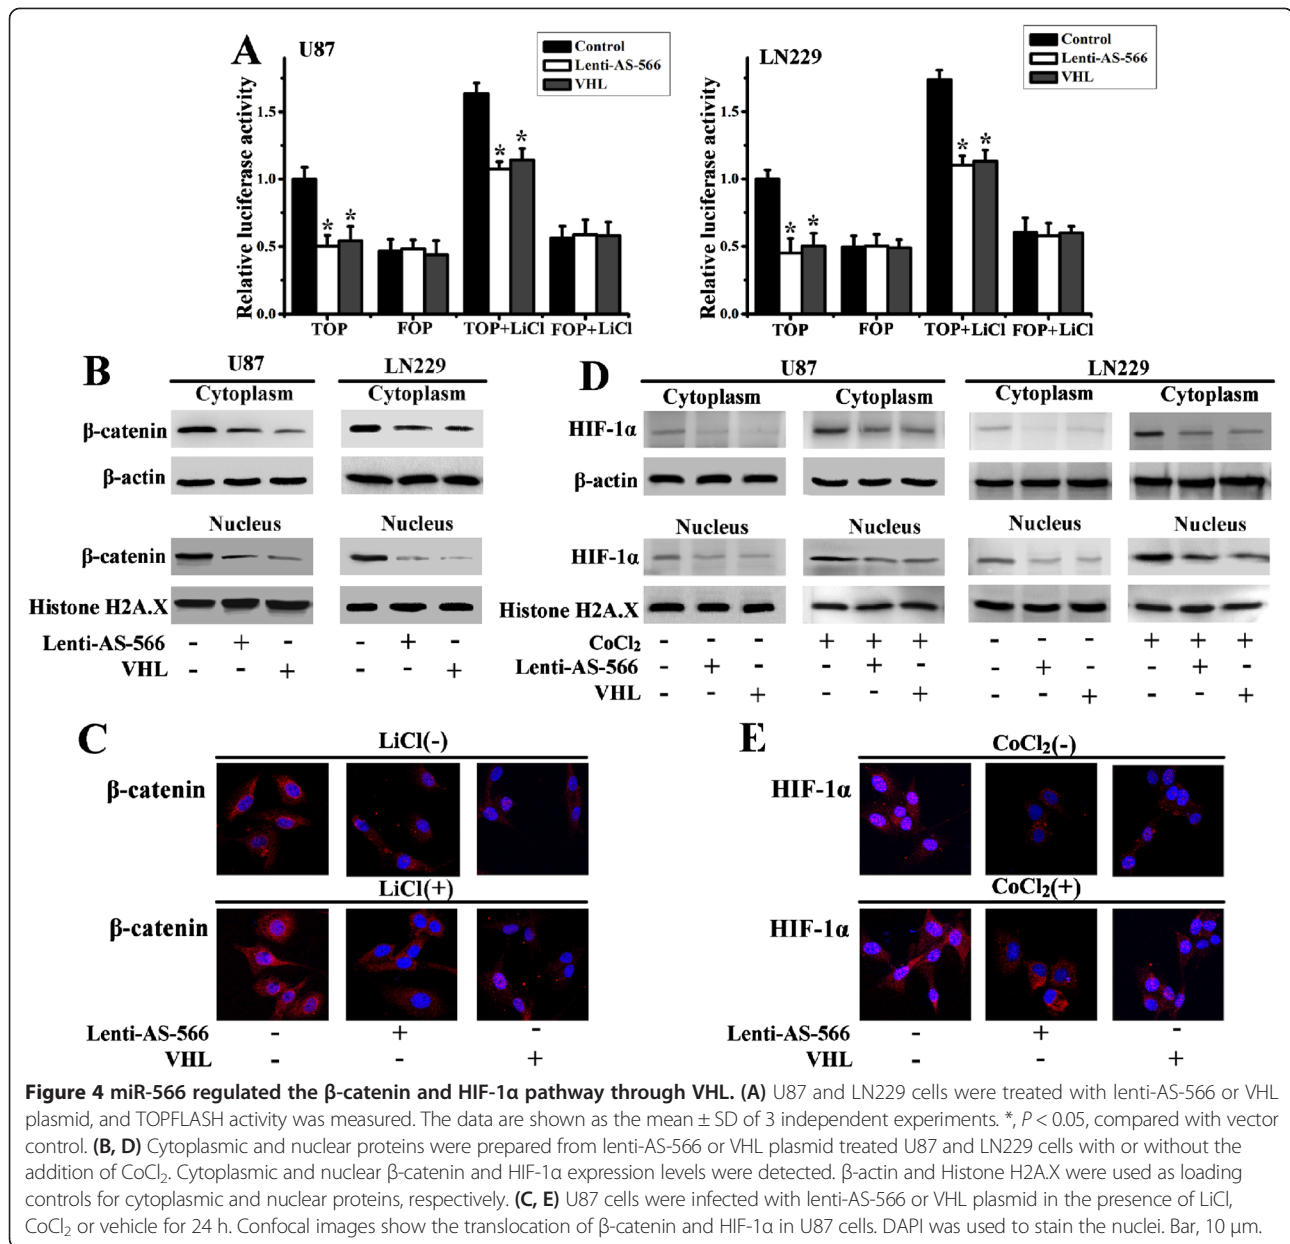 A
U87
Control
Lenti-AS-566
VHL
Relative luciferase activity
1.5
1.0
0.5
0.0
TOP
FOP
TOP+LiCl
FOP+LiCl
* * * *
LN229
Control
Lenti-AS-566
VHL
Relative luciferase activity
1.5
1.0
0.5
0.0
TOP
FOP
TOP+LiCl
FOP+LiCl
* * * *
B
U87 LN229
Cytoplasm Cytoplasm
β-catenin
β-actin
Nucleus Nucleus
β-catenin
Histone H2A.X
Lenti-AS-566 - + - - + -
VHL - - + - - +
D
U87 LN229
Cytoplasm Cytoplasm Cytoplasm Cytoplasm
HIF-1α
β-actin
Nucleus Nucleus Nucleus Nucleus
HIF-1α
Histone H2A.X
CoCl₂ - - - + + + - - - + + +
Lenti-AS-566 - + - - + - - + - - + -
VHL - - + - - + - - + - - +
C
LiCl(-)
β-catenin
LiCl(+)
β-catenin
Lenti-AS-566 - + -
VHL - - +
E
CoCl₂(-)
HIF-1α
CoCl₂(+)
HIF-1α
Lenti-AS-566 - + -
VHL - - +
Figure 4 miR-566 regulated the β-catenin and HIF-1α pathway through VHL. (A) U87 and LN229 cells were treated with lenti-AS-566 or VHL
plasmid, and TOPFLASH activity was measured. The data are shown as the mean ± SD of 3 independent experiments. *, P < 0.05, compared with vector
control. (B, D) Cytoplasmic and nuclear proteins were prepared from lenti-AS-566 or VHL plasmid treated U87 and LN229 cells with or without the
addition of CoCl₂. Cytoplasmic and nuclear β-catenin and HIF-1α expression levels were detected. β-actin and Histone H2A.X were used as loading
controls for cytoplasmic and nuclear proteins, respectively. (C, E) U87 cells were infected with lenti-AS-566 or VHL plasmid in the presence of LiCl,
CoCl₂ or vehicle for 24 h. Confocal images show the translocation of β-catenin and HIF-1α in U87 cells. DAPI was used to stain the nuclei. Bar, 10 μm.